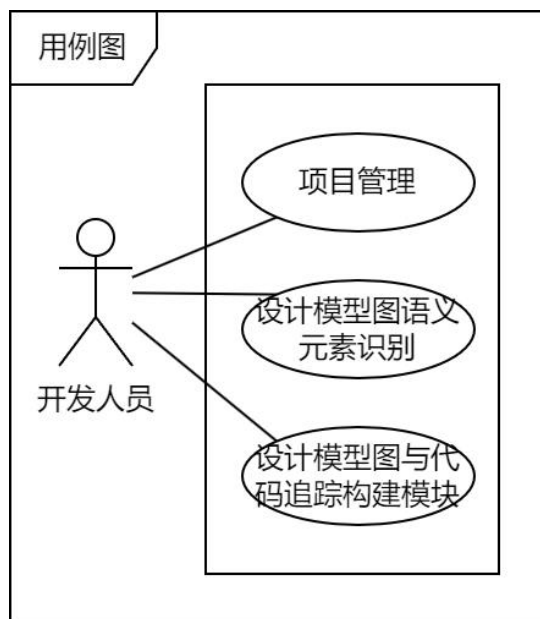 用例图
项目管理
设计模型图语义
元素识别
开发人员
设计模型图与代
码追踪构建模块